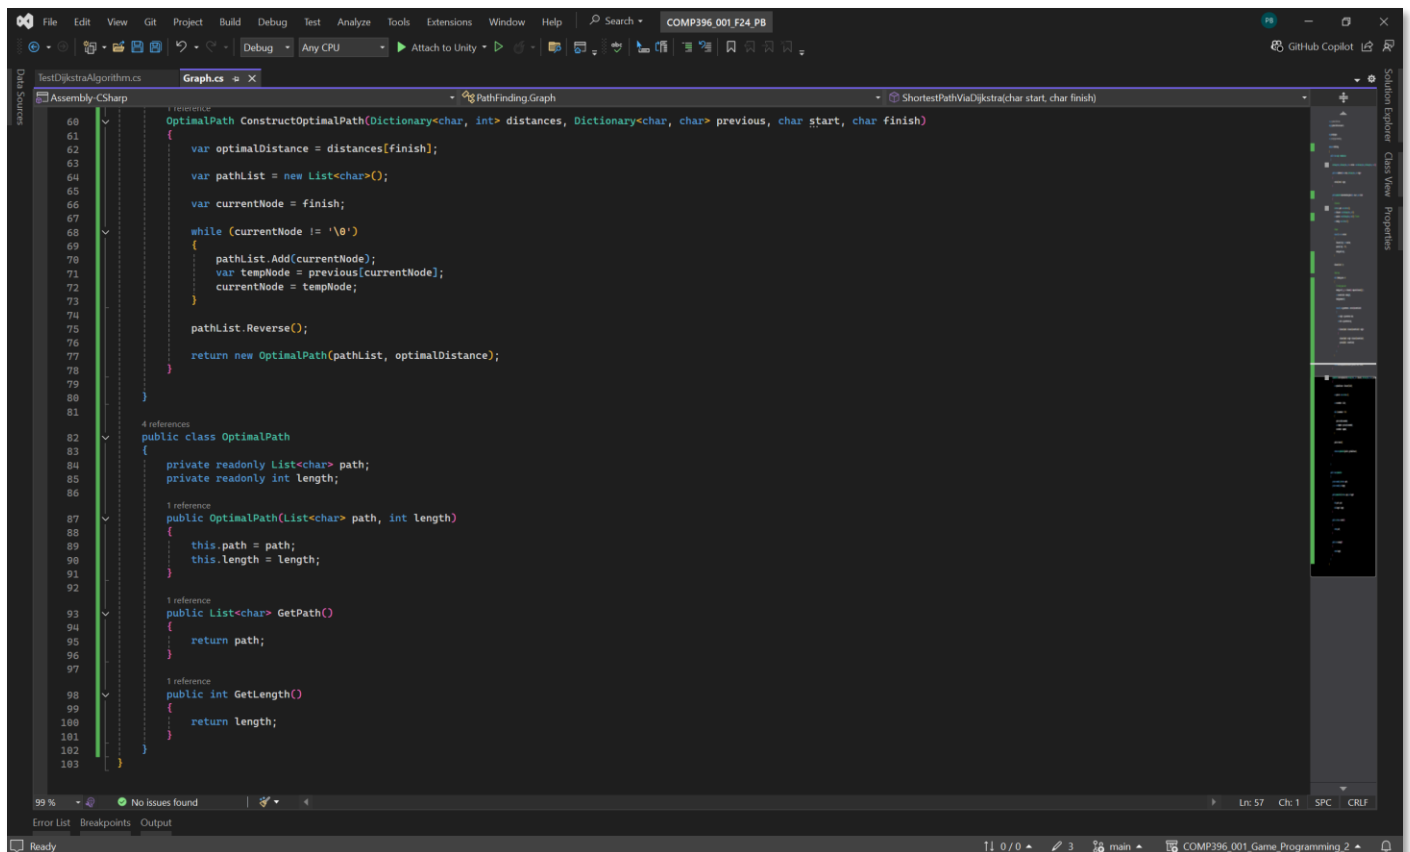 File Edit View Git Project Build Debug Test Analyze Tools Extensions Window Help Search COMP396_001_F24_PB PB
Debug Any CPU Attach to Unity GitHub Copilot
TestDijkstraAlgorithm.cs Graph.cs
Assembly-CSharp PathFinding.Graph ShortestPathViaDijkstra(char start, char finish)
Data Sources
Solution Explorer
Class View
Properties
1 reference
60 OptimalPath ConstructOptimalPath(Dictionary<char, int> distances, Dictionary<char, char> previous, char start, char finish)
61 {
62 var optimalDistance = distances[finish];
63
64 var pathList = new List<char>();
65
66 var currentNode = finish;
67
68 while (currentNode != '\0')
69 {
70 pathList.Add(currentNode);
71 var tempNode = previous[currentNode];
72 currentNode = tempNode;
73 }
74
75 pathList.Reverse();
76
77 return new OptimalPath(pathList, optimalDistance);
78 }
79
80 }
81
4 references
82 public class OptimalPath
83 {
84 private readonly List<char> path;
85 private readonly int length;
86
1 reference
87 public OptimalPath(List<char> path, int length)
88 {
89 this.path = path;
90 this.length = length;
91 }
92
1 reference
93 public List<char> GetPath()
94 {
95 return path;
96 }
97
1 reference
98 public int GetLength()
99 {
100 return length;
101 }
102 }
103 }
99 % No issues found Ln: 57 Ch: 1 SPC CRLF
Error List Breakpoints Output
Ready 0 / 0 3 main COMP396_001_Game_Programming_2